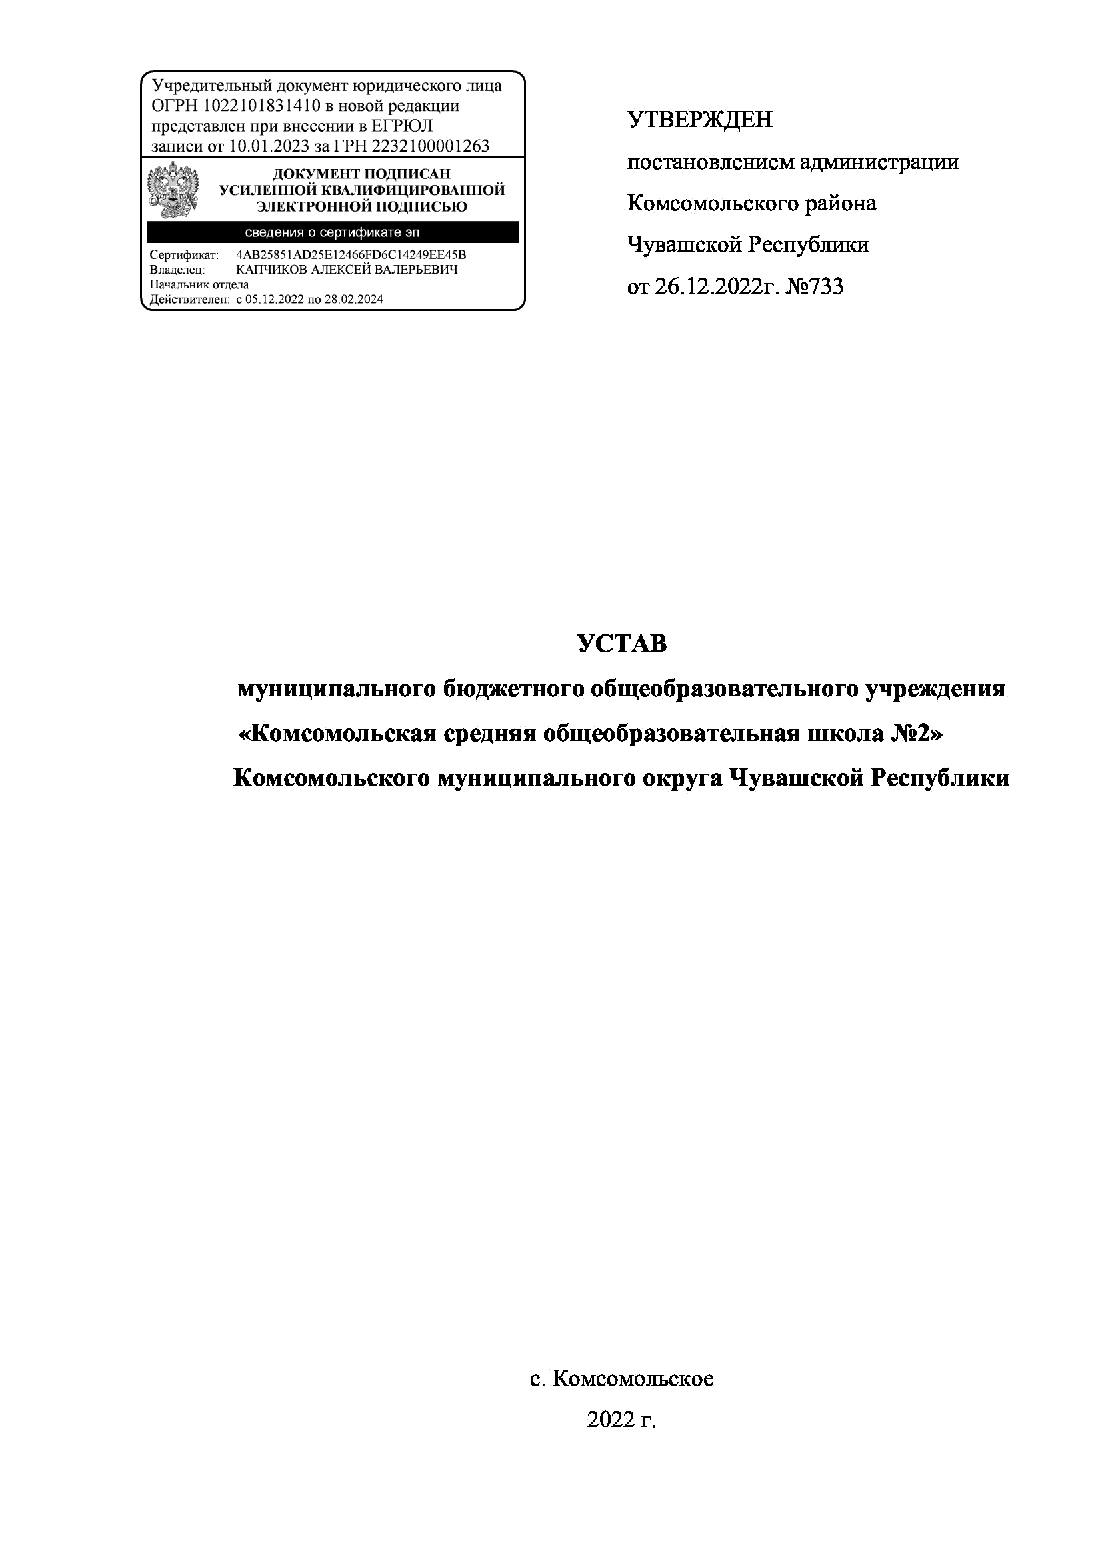 Учредительный документ юридического лица
ОГРН 1022101831410 в новой редакции
представлен при внесении в ЕГРЮЛ
записи от 10.01.2023 за ГРН 2232100001263
ДОКУМЕНТ ПОДПИСАН
УСИЛЕННОЙ КВАЛИФИЦИРОВАННОЙ
ЭЛЕКТРОННОЙ ПОДПИСЬЮ
сведения о сертификате эп
Сертификат: 4AB25851AD25E12466FD6C14249EE45B
Владелец: КАПЧИКОВ АЛЕКСЕЙ ВАЛЕРЬЕВИЧ
Начальник отдела
Действителен: с 05.12.2022 по 28.02.2024
УТВЕРЖДЕН
постановлением администрации
Комсомольского района
Чувашской Республики
от 26.12.2022г. №733
УСТАВ
муниципального бюджетного общеобразовательного учреждения
«Комсомольская средняя общеобразовательная школа №2»
Комсомольского муниципального округа Чувашской Республики
с. Комсомольское
2022 г.